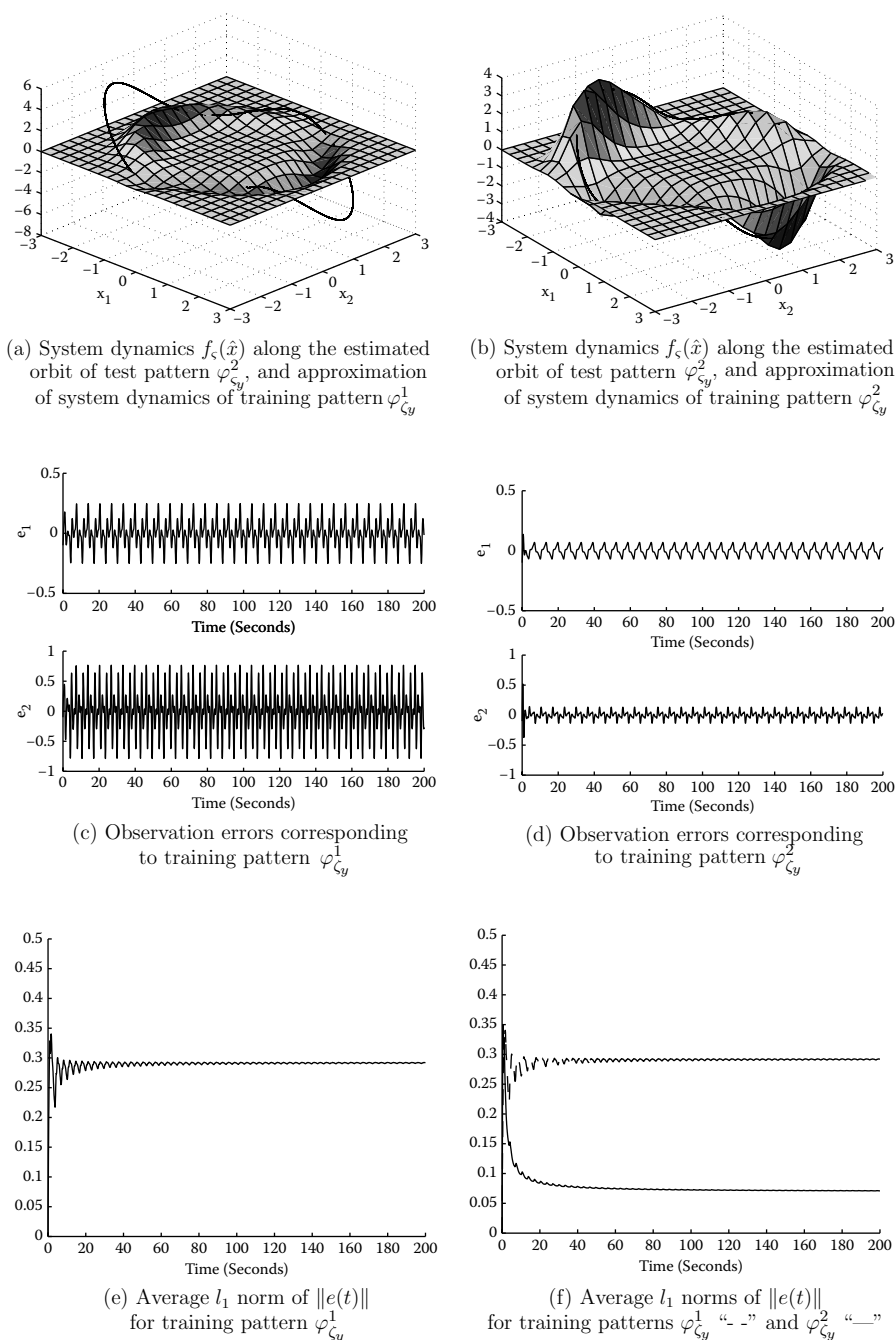 6
4
2
0
−2
−4
−6
−8
−3
−2
−1
0
1
2
3
x1
−3
−2
−1
0
1
2
3
x2
(a) System dynamics fς(x̂) along the estimated
orbit of test pattern φ²ζy, and approximation
of system dynamics of training pattern φ¹ζy
4
3
2
1
0
−1
−2
−3
−4
−3
−2
−1
0
1
2
3
x1
−3
−2
−1
0
1
2
3
x2
(b) System dynamics fς(x̂) along the estimated
orbit of test pattern φ²ζy, and approximation
of system dynamics of training pattern φ²ζy
0.5
0
−0.5
e1
0 20 40 60 80 100 120 140 160 180 200
Time (Seconds)
1
0.5
0
−0.5
−1
e2
0 20 40 60 80 100 120 140 160 180 200
Time (Seconds)
(c) Observation errors corresponding
to training pattern φ¹ζy
0.5
0
−0.5
e1
0 20 40 60 80 100 120 140 160 180 200
Time (Seconds)
1
0.5
0
−0.5
−1
e2
0 20 40 60 80 100 120 140 160 180 200
Time (Seconds)
(d) Observation errors corresponding
to training pattern φ²ζy
0.5
0.45
0.4
0.35
0.3
0.25
0.2
0.15
0.1
0.05
0
0 20 40 60 80 100 120 140 160 180 200
Time (Seconds)
(e) Average l1 norm of ‖e(t)‖
for training pattern φ¹ζy
0.5
0.45
0.4
0.35
0.3
0.25
0.2
0.15
0.1
0.05
0
0 20 40 60 80 100 120 140 160 180 200
Time (Seconds)
(f) Average l1 norms of ‖e(t)‖
for training patterns φ¹ζy “- -” and φ²ζy “—”